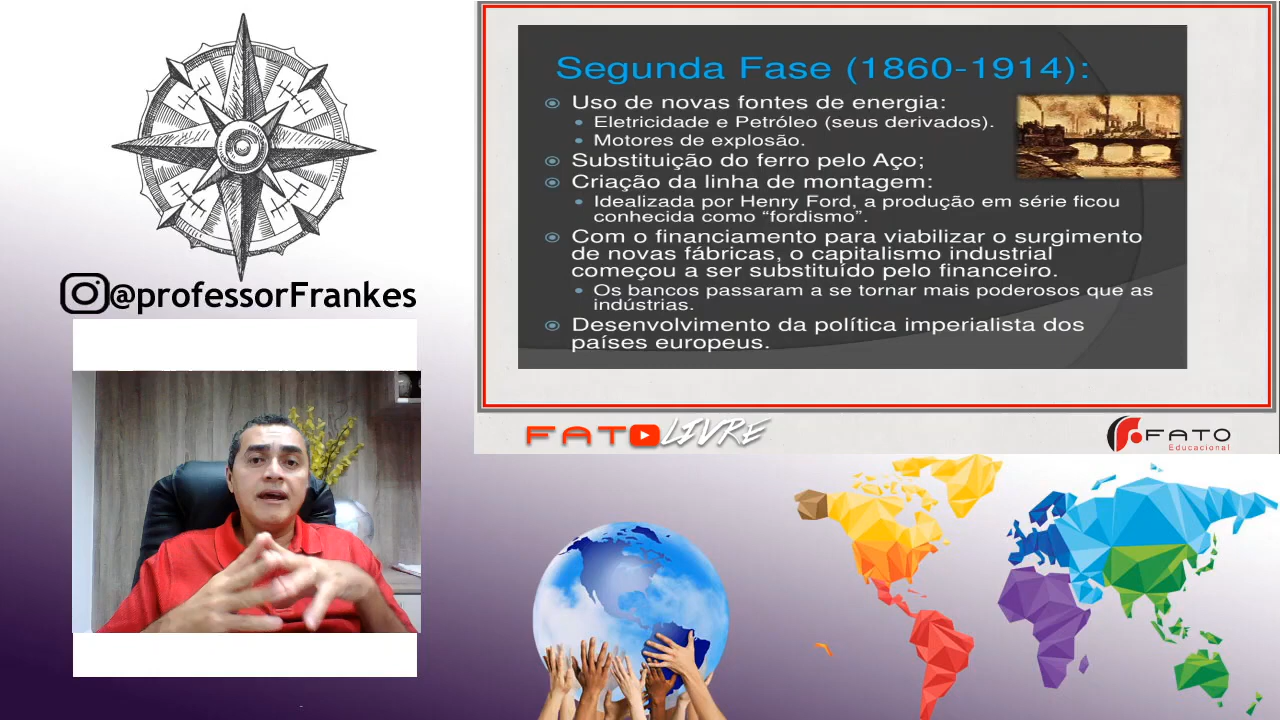 @professorFrankes
Segunda Fase (1860-1914):
Uso de novas fontes de energia:
Eletricidade e Petróleo (seus derivados).
Motores de explosão.
Substituição do ferro pelo Aço;
Criação da linha de montagem:
Idealizada por Henry Ford, a produção em série ficou
conhecida como “fordismo”.
Com o financiamento para viabilizar o surgimento
de novas fábricas, o capitalismo industrial
começou a ser substituído pelo financeiro.
Os bancos passaram a se tornar mais poderosos que as
indústrias.
Desenvolvimento da política imperialista dos
países europeus.
FATO LIVRE
FATO
Educacional